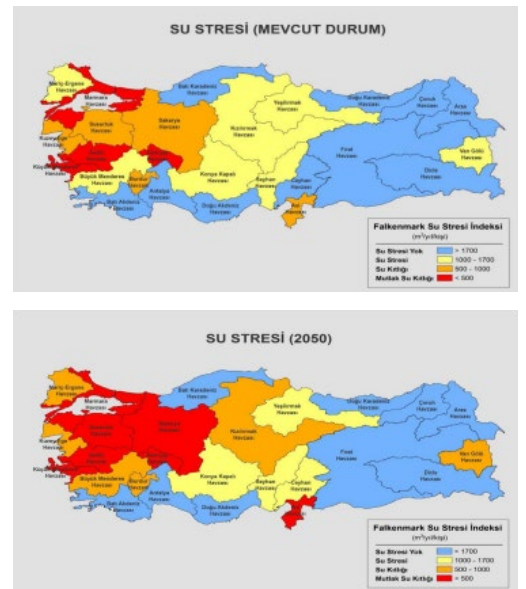 SU STRESİ (MEVCUT DURUM)
Meriç-Ergene Havzası
Marmara Havzası
Batı Karadeniz Havzası
Yeşilırmak Havzası
Doğu Karadeniz Havzası
Çoruh Havzası
Aras Havzası
Sakarya Havzası
Kızılırmak Havzası
Van Gölü Havzası
Fırat Havzası
Dicle Havzası
Büyük Menderes Havzası
Burdur Havzası
Konya Kapalı Havzası
Seyhan Havzası
Ceyhan Havzası
Antalya Havzası
Batı Akdeniz Havzası
Doğu Akdeniz Havzası
Falkenmark Su Stresi İndeksi
(m³/yıl/kişi)
Su Stresi Yok > 1700
Su Stresi 1000 - 1700
Su Kıtlığı 500 - 1000
Mutlak Su Kıtlığı < 500
SU STRESİ (2050)
Meriç-Ergene Havzası
Marmara Havzası
Batı Karadeniz Havzası
Yeşilırmak Havzası
Doğu Karadeniz Havzası
Çoruh Havzası
Aras Havzası
Kızılırmak Havzası
Van Gölü Havzası
Fırat Havzası
Dicle Havzası
Büyük Menderes Havzası
Burdur Havzası
Konya Kapalı Havzası
Seyhan Havzası
Ceyhan Havzası
Antalya Havzası
Batı Akdeniz Havzası
Doğu Akdeniz Havzası
Falkenmark Su Stresi İndeksi
(m³/yıl/kişi)
Su Stresi Yok > 1700
Su Stresi 1000 - 1700
Su Kıtlığı 500 - 1000
Mutlak Su Kıtlığı < 500